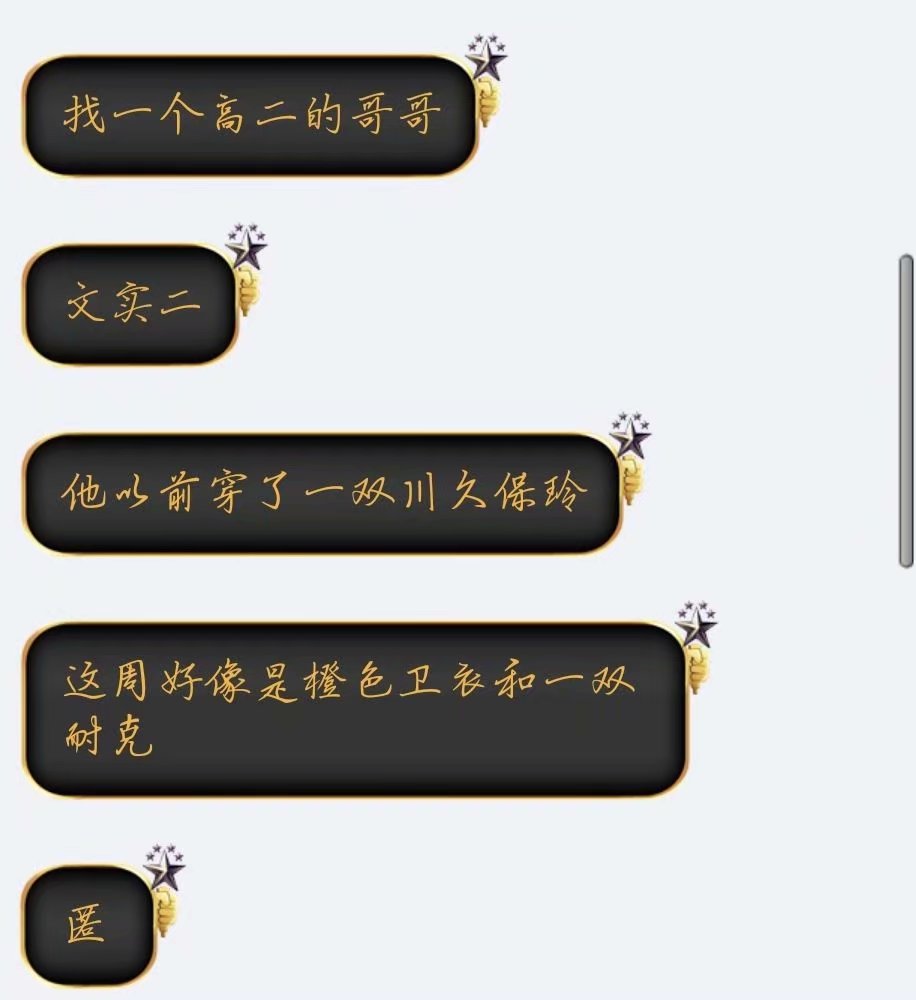 找一个高二的哥哥
文实二
他以前穿了一双川久保玲
这周好像是橙色卫衣和一双
耐克
匿